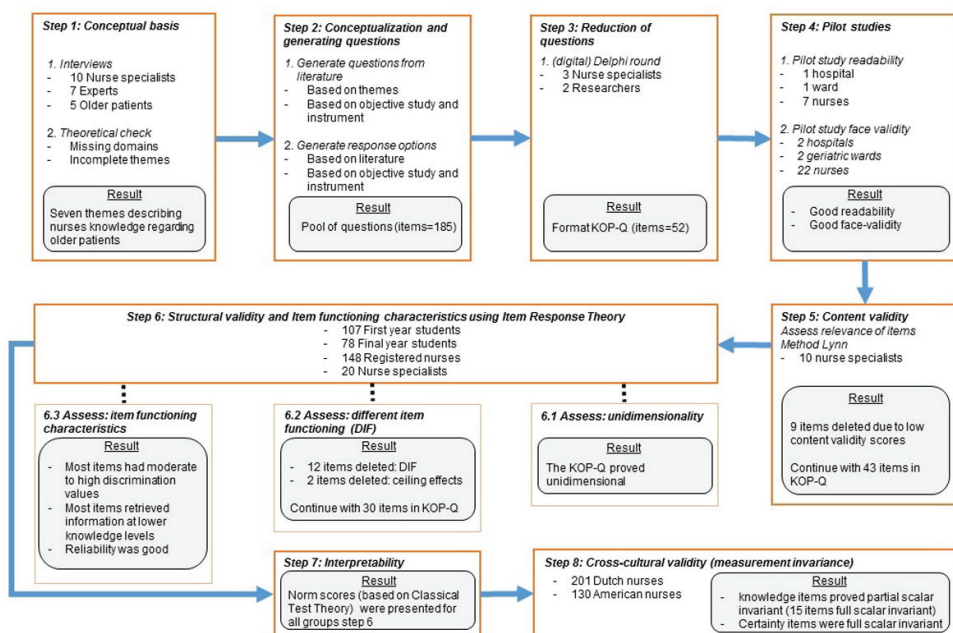 Step 1: Conceptual basis
1. Interviews
- 10 Nurse specialists
- 7 Experts
- 5 Older patients
2. Theoretical check
- Missing domains
- Incomplete themes
Result
Seven themes describing
nurses knowledge regarding
older patients
Step 2: Conceptualization and
generating questions
1. Generate questions from
literature
- Based on themes
- Based on objective study and
instrument
2. Generate response options
- Based on literature
- Based on objective study and
instrument
Result
Pool of questions (items=185)
Step 3: Reduction of
questions
1. (digital) Delphi round
- 3 Nurse specialists
- 2 Researchers
Result
Format KOP-Q (items=52)
Step 4: Pilot studies
1. Pilot study readability
- 1 hospital
- 1 ward
- 7 nurses
2. Pilot study face validity
- 2 hospitals
- 2 geriatric wards
- 22 nurses
Result
- Good readability
- Good face-validity
Step 5: Content validity
Assess relevance of items
Method Lynn
- 10 nurse specialists
Result
9 items deleted due to low
content validity scores
Continue with 43 items in
KOP-Q
Step 6: Structural validity and Item functioning characteristics using Item Response Theory
- 107 First year students
- 78 Final year students
- 148 Registered nurses
- 20 Nurse specialists
6.1 Assess: unidimensionality
Result
The KOP-Q proved
unidimensional
6.2 Assess: different item
functioning (DIF)
Result
- 12 items deleted: DIF
- 2 items deleted: ceiling effects
Continue with 30 items in KOP-Q
6.3 Assess: item functioning
characteristics
Result
- Most items had moderate
to high discrimination
values
- Most items retrieved
information at lower
knowledge levels
- Reliability was good
Step 7: Interpretability
Result
Norm scores (based on Classical
Test Theory) were presented for
all groups step 6
Step 8: Cross-cultural validity (measurement invariance)
- 201 Dutch nurses
- 130 American nurses
Result
- knowledge items proved partial scalar
invariant (15 items full scalar invariant)
- Certainty items were full scalar invariant